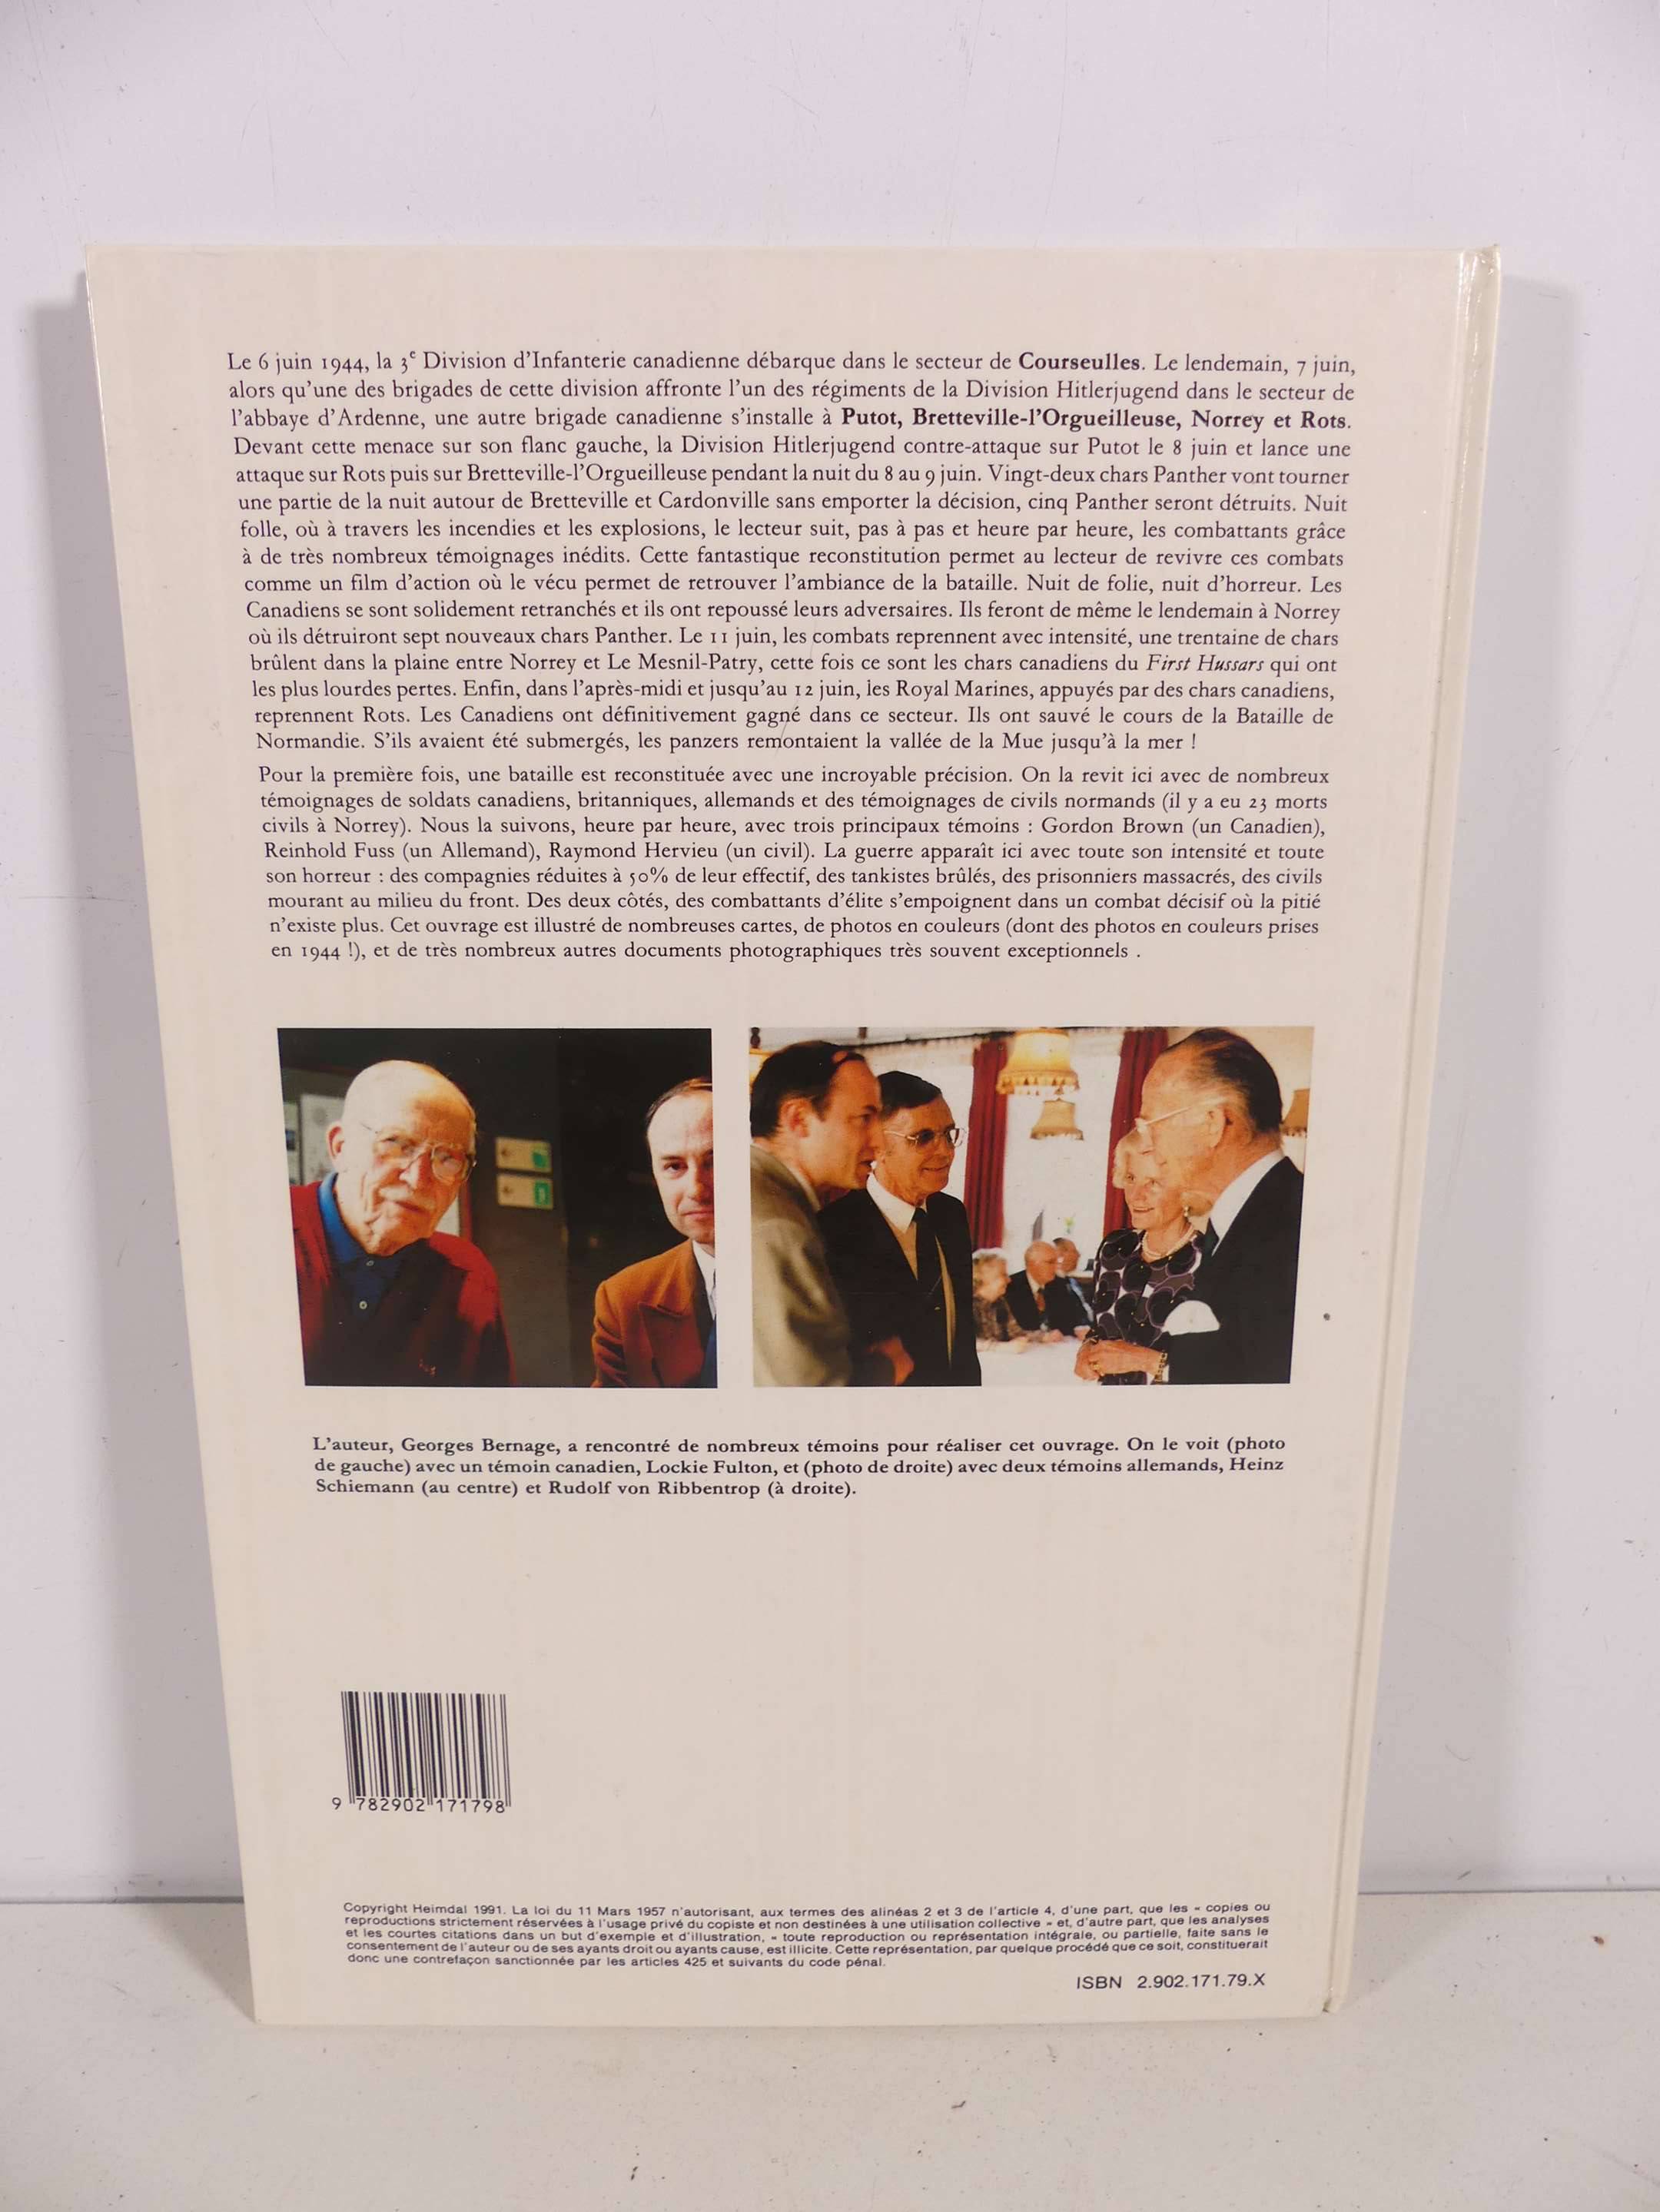 Le 6 juin 1944, la 3e Division d'Infanterie canadienne débarque dans le secteur de Courseulles. Le lendemain, 7 juin,
alors qu'une des brigades de cette division affronte l'un des régiments de la Division Hitlerjugend dans le secteur de
l'abbaye d'Ardenne, une autre brigade canadienne s'installe à Putot, Bretteville-l'Orgueilleuse, Norrey et Rots.
Devant cette menace sur son flanc gauche, la Division Hitlerjugend contre-attaque sur Putot le 8 juin et lance une
attaque sur Rots puis sur Bretteville-l'Orgueilleuse pendant la nuit du 8 au 9 juin. Vingt-deux chars Panther vont tourner
une partie de la nuit autour de Bretteville et Cardonville sans emporter la décision, cinq Panther seront détruits. Nuit
folle, où à travers les incendies et les explosions, le lecteur suit, pas à pas et heure par heure, les combattants grâce
à de très nombreux témoignages inédits. Cette fantastique reconstitution permet au lecteur de revivre ces combats
comme un film d'action où le vécu permet de retrouver l'ambiance de la bataille. Nuit de folie, nuit d'horreur. Les
Canadiens se sont solidement retranchés et ils ont repoussé leurs adversaires. Ils feront de même le lendemain à Norrey
où ils détruiront sept nouveaux chars Panther. Le 11 juin, les combats reprennent avec intensité, une trentaine de chars
brûlent dans la plaine entre Norrey et Le Mesnil-Patry, cette fois ce sont les chars canadiens du First Hussars qui ont
les plus lourdes pertes. Enfin, dans l'après-midi et jusqu'au 12 juin, les Royal Marines, appuyés par des chars canadiens,
reprennent Rots. Les Canadiens ont définitivement gagné dans ce secteur. Ils ont sauvé le cours de la Bataille de
Normandie. S'ils avaient été submergés, les panzers remontaient la vallée de la Mue jusqu'à la mer !
Pour la première fois, une bataille est reconstituée avec une incroyable précision. On la revit ici avec de nombreux
témoignages de soldats canadiens, britanniques, allemands et des témoignages de civils normands (il y a eu 23 morts
civils à Norrey). Nous la suivons, heure par heure, avec trois principaux témoins : Gordon Brown (un Canadien),
Reinhold Fuss (un Allemand), Raymond Hervieu (un civil). La guerre apparaît ici avec toute son intensité et toute
son horreur : des compagnies réduites à 50% de leur effectif, des tankistes brûlés, des prisonniers massacrés, des civils
mourant au milieu du front. Des deux côtés, des combattants d'élite s'empoignent dans un combat décisif où la pitié
n'existe plus. Cet ouvrage est illustré de nombreuses cartes, de photos en couleurs (dont des photos en couleurs prises
en 1944 !), et de très nombreux autres documents photographiques très souvent exceptionnels .
L'auteur, Georges Bernage, a rencontré de nombreux témoins pour réaliser cet ouvrage. On le voit (photo
de gauche) avec un témoin canadien, Lockie Fulton, et (photo de droite) avec deux témoins allemands, Heinz
Schiemann (au centre) et Rudolf von Ribbentrop (à droite).
9 782902 171798
Copyright Heimdal 1991. La loi du 11 Mars 1957 n'autorisant, aux termes des alinéas 2 et 3 de l'article 4, d'une part, que les « copies ou
reproductions strictement réservées à l'usage privé du copiste et non destinées à une utilisation collective » et, d'autre part, que les analyses
et les courtes citations dans un but d'exemple et d'illustration, « toute reproduction ou représentation intégrale, ou partielle, faite sans le
consentement de l'auteur ou de ses ayants droit ou ayants cause, est illicite. Cette représentation, par quelque procédé que ce soit, constituerait
donc une contrefaçon sanctionnée par les articles 425 et suivants du code pénal.
ISBN 2.902.171.79.X